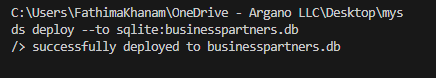 C:\Users\FathimaKhanam\OneDrive - Argano LLC\Desktop\mys
ds deploy --to sqlite:businesspartners.db
/> successfully deployed to businesspartners.db